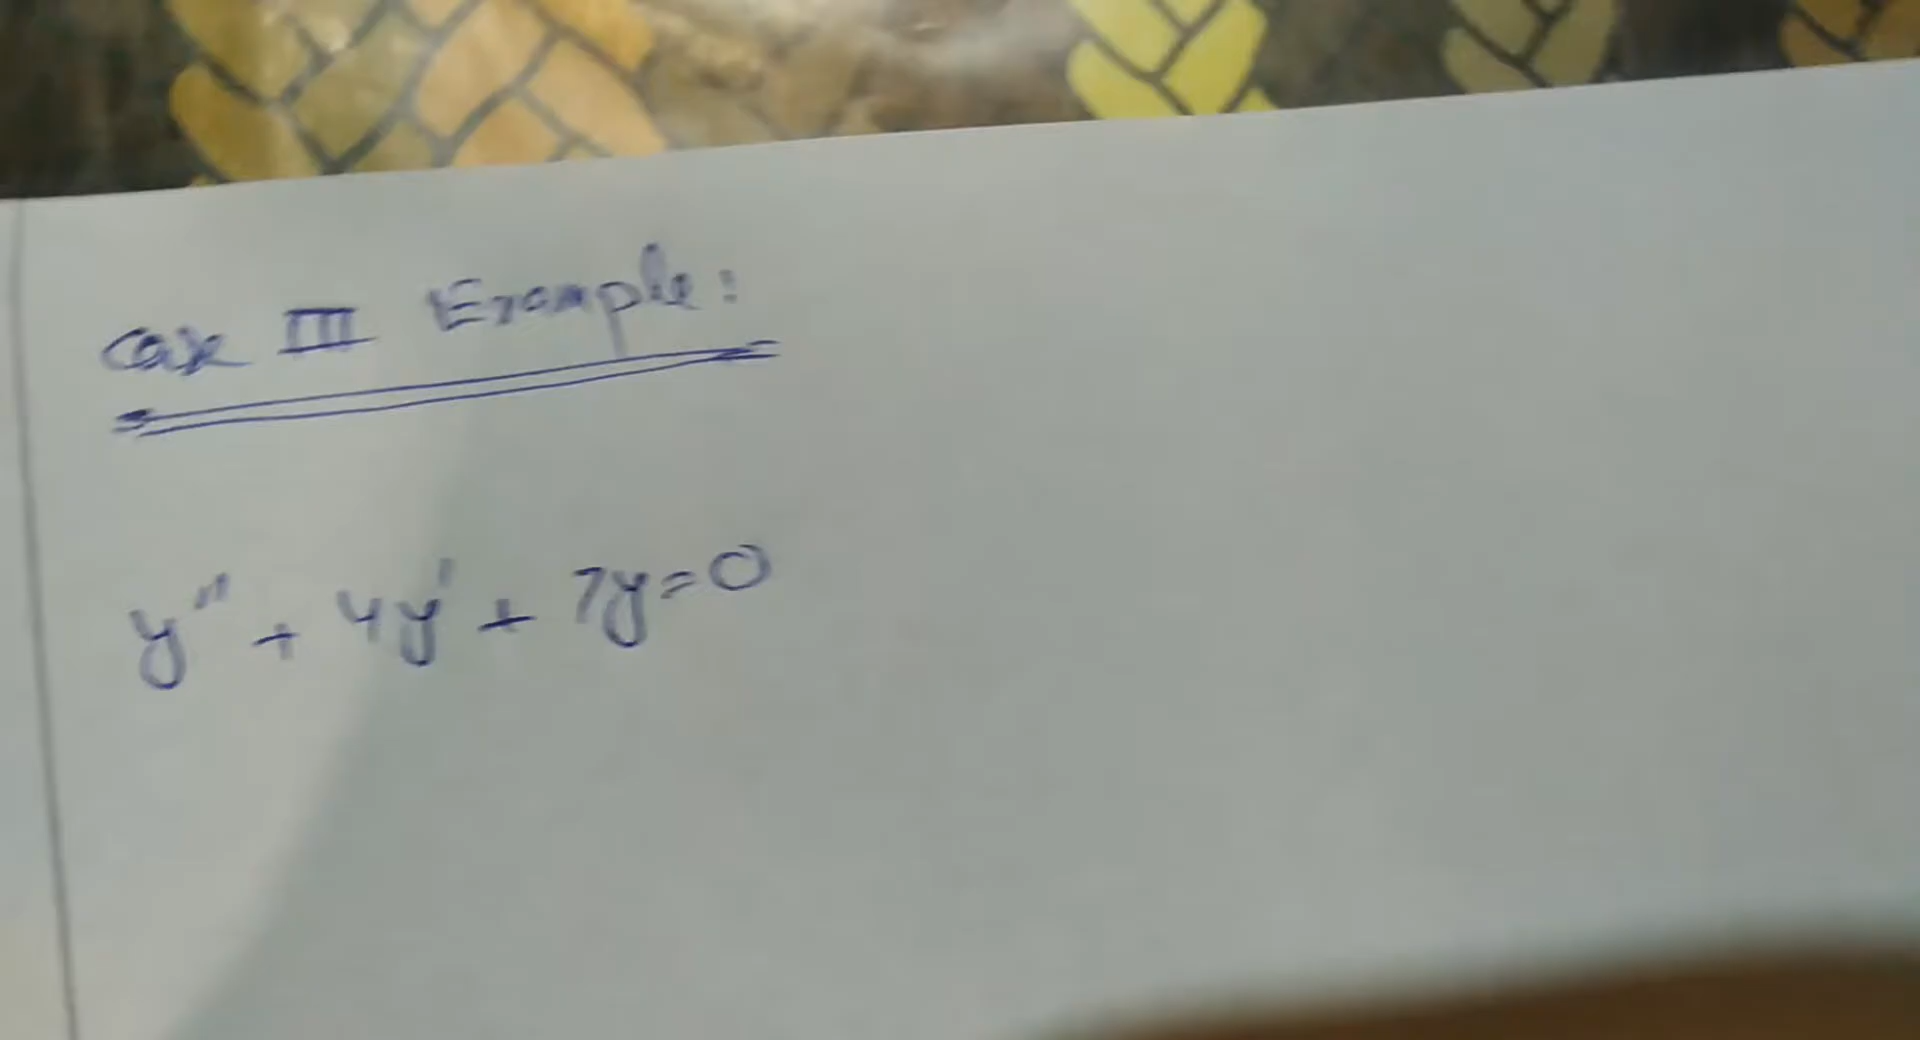 Case III Example:
y'' + 4y' + 7y = 0